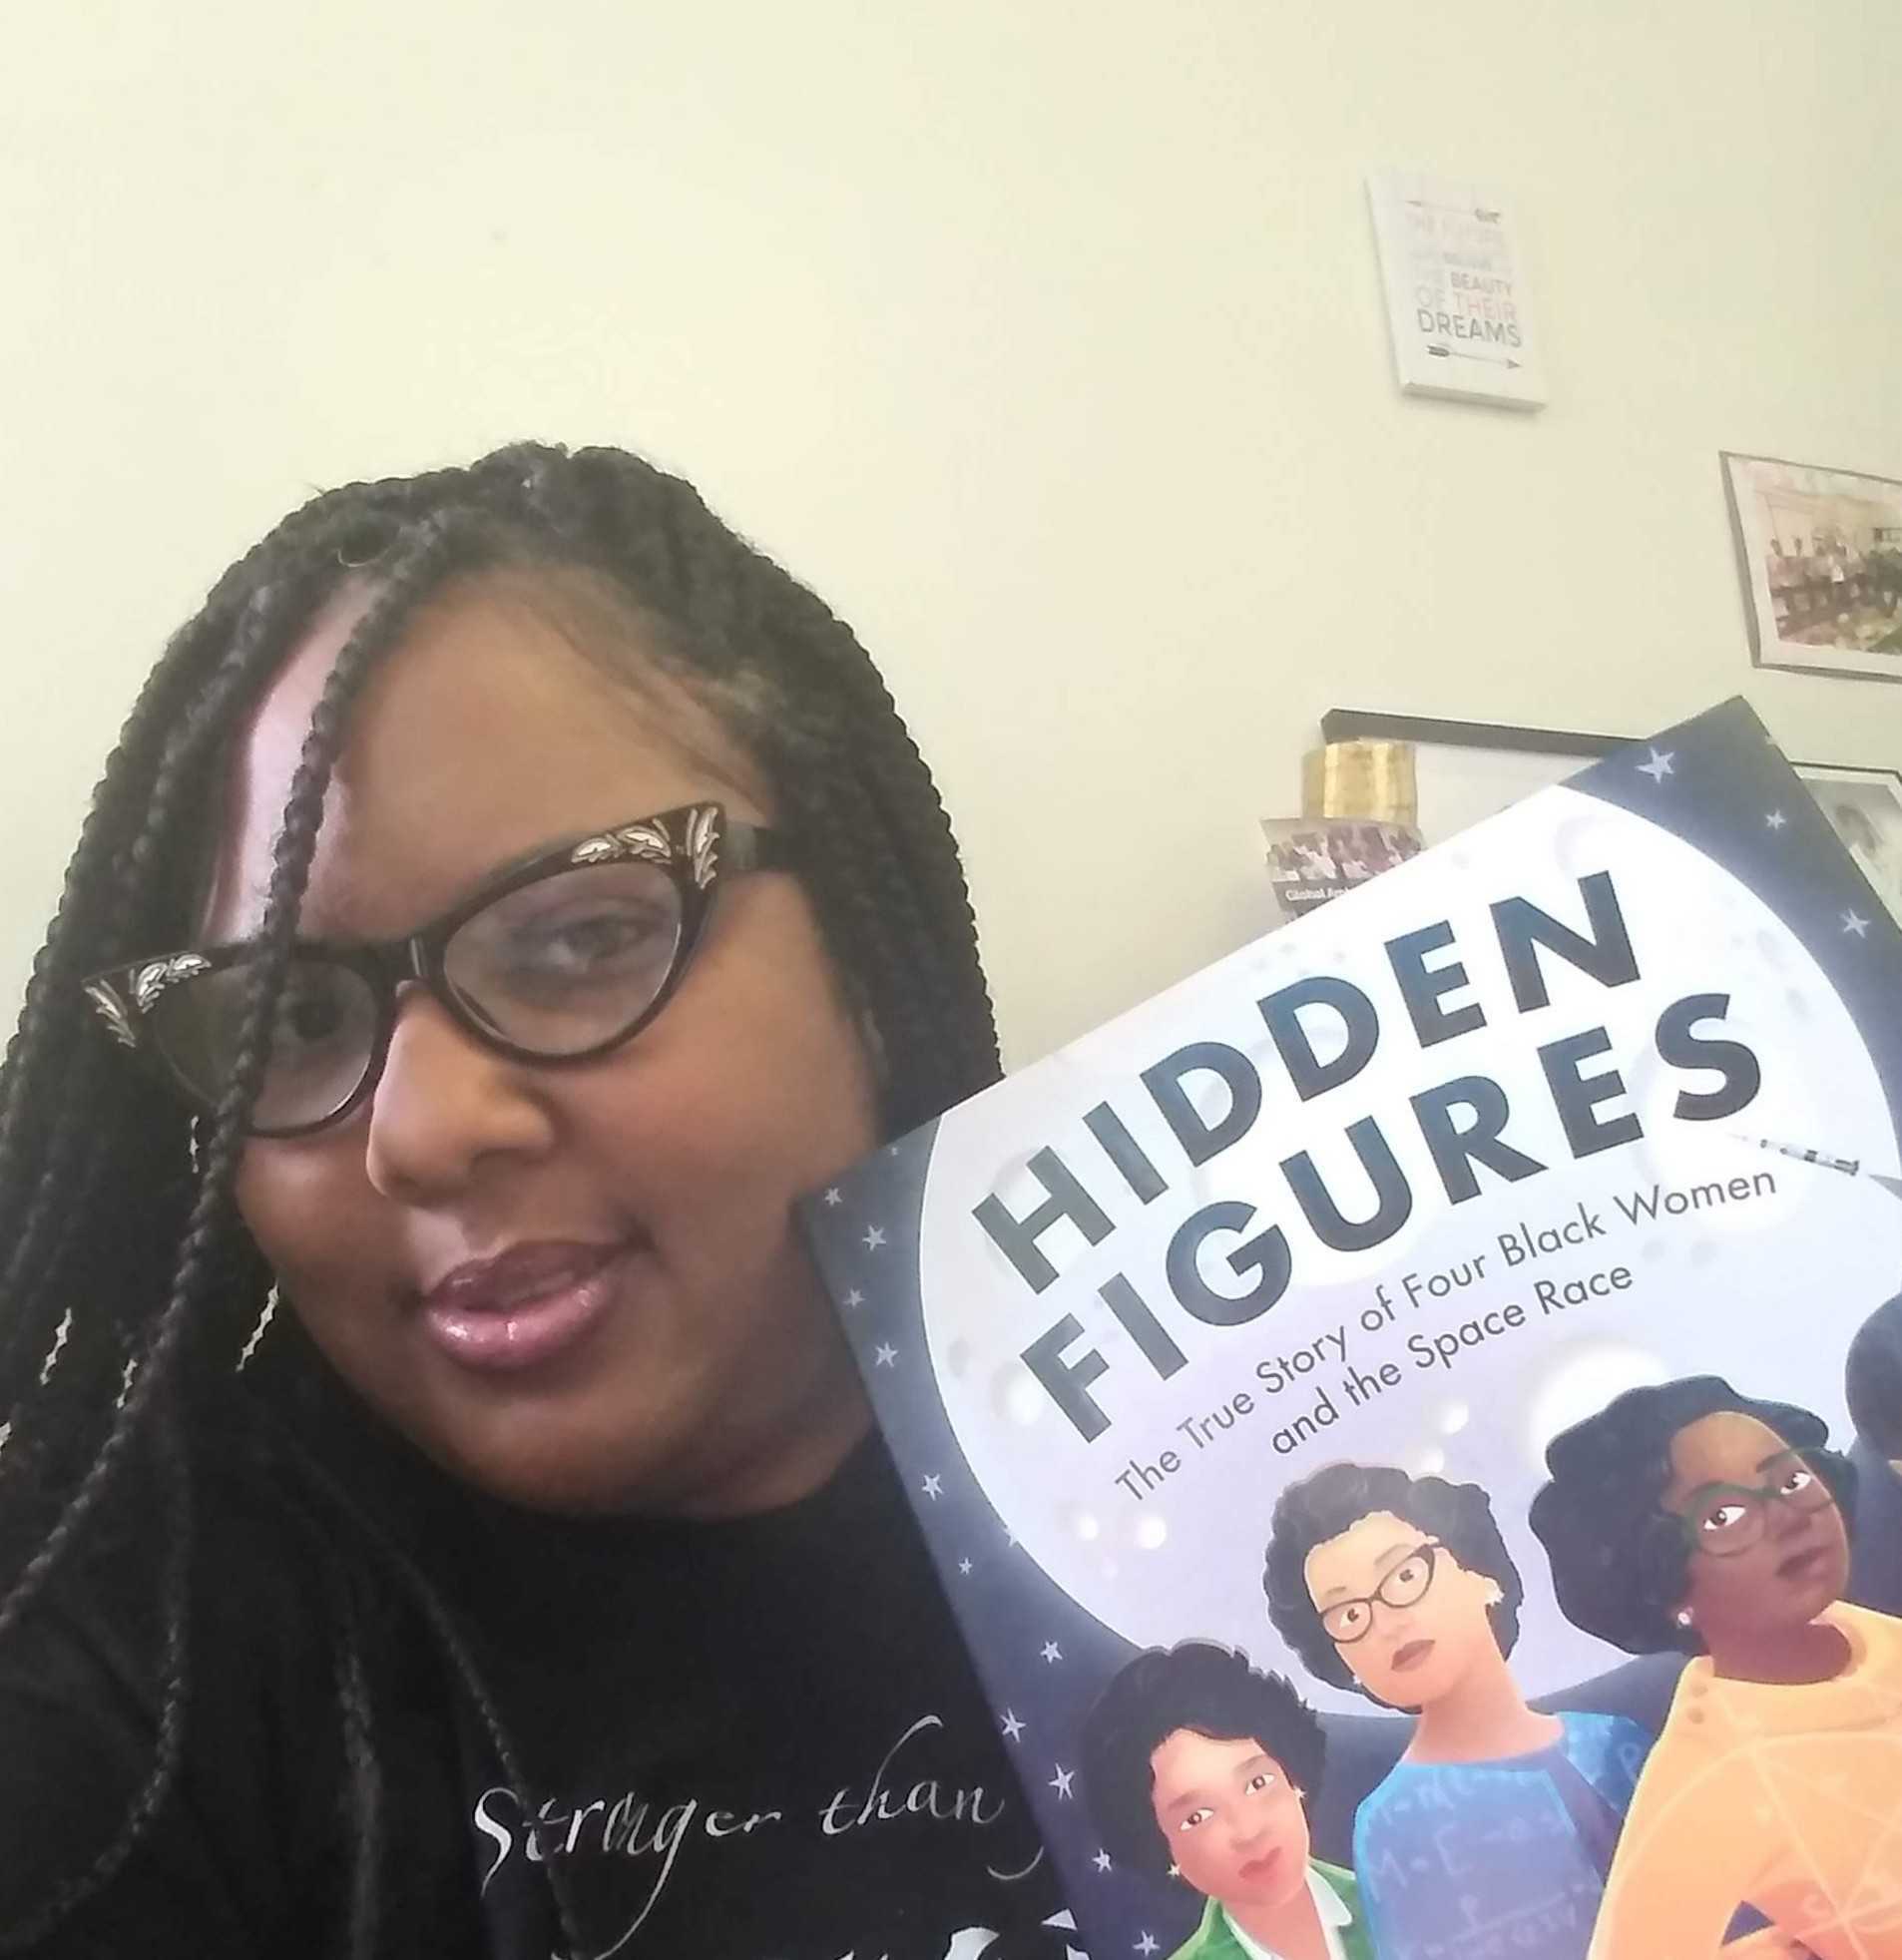 BEAUTY
OF THEIR
DREAMS
Global
HIDDEN
FIGURES
The True Story of Four Black Women
and the Space Race
Stronger than